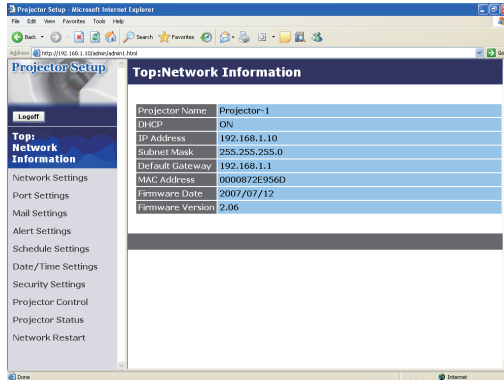 Projector Setup - Microsoft Internet Explorer
File Edit View Favorites Tools Help
Back Search Favorites
Address http://192.168.1.10/admin/admin1.html Go
Projector Setup
Top:Network Information
Logoff
Top:
Network
Information
Network Settings
Port Settings
Mail Settings
Alert Settings
Schedule Settings
Date/Time Settings
Security Settings
Projector Control
Projector Status
Network Restart
Projector Name Projector-1
DHCP ON
IP Address 192.168.1.10
Subnet Mask 255.255.255.0
Default Gateway 192.168.1.1
MAC Address 0000872E956D
Firmware Date 2007/07/12
Firmware Version 2.06
Done Internet